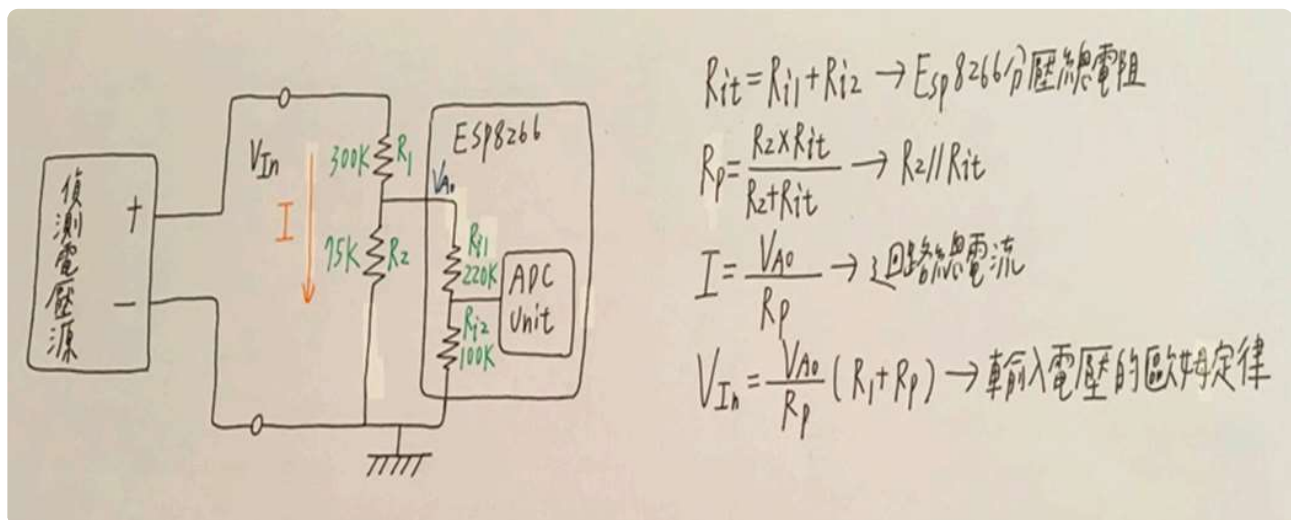 偵測電壓源
+
−
V_In
I
300K R1
75K R2
V_A0
ESP8266
Ri1
220K
Ri2
100K
ADC
Unit
Rit=Ri1+Ri2 → Esp8266分壓總電阻
Rp=R2×Rit/R2+Rit → R2//Rit
I=V_A0/Rp → 迴路總電流
V_In=V_A0/Rp (R1+Rp) → 輸入電壓的歐姆定律